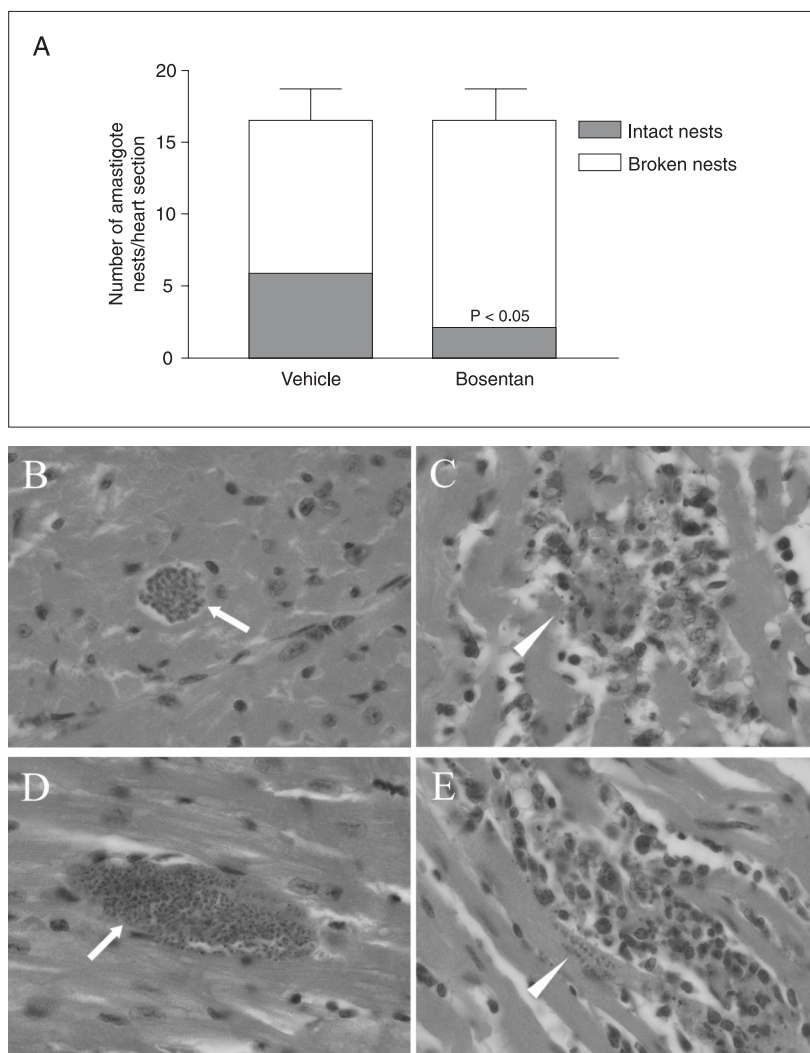 A
Number of amastigote
nests/heart section
20
15
10
5
0
P < 0.05
Vehicle
Bosentan
Intact nests
Broken nests
B
C
D
E